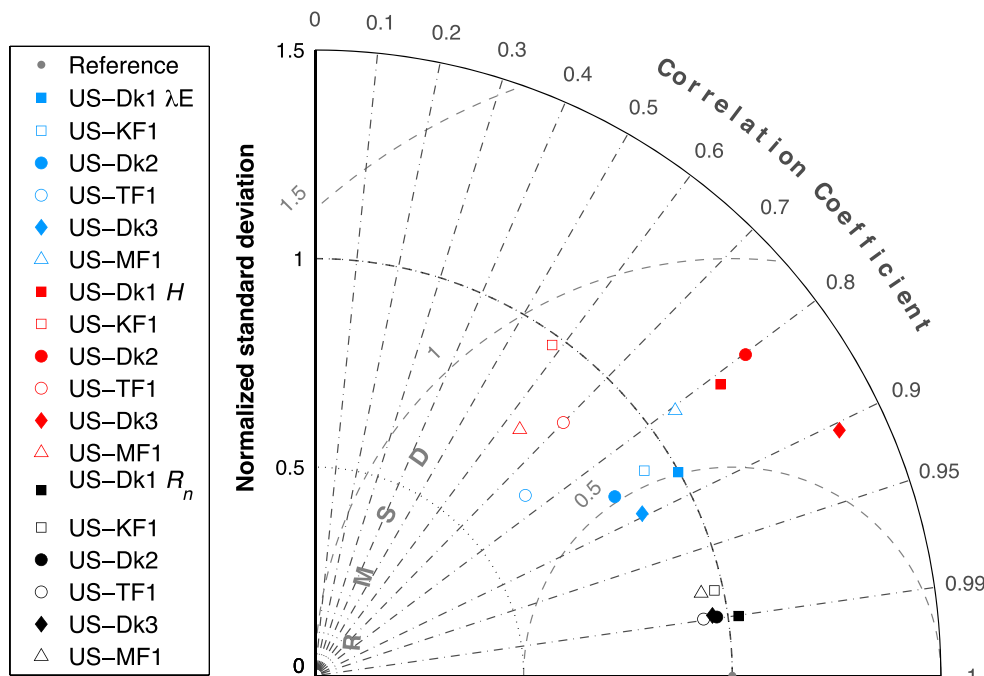 Reference
US−Dk1 λE
US−KF1
US−Dk2
US−TF1
US−Dk3
US−MF1
US−Dk1 H
US−KF1
US−Dk2
US−TF1
US−Dk3
US−MF1
US−Dk1 Rn
US−KF1
US−Dk2
US−TF1
US−Dk3
US−MF1
Normalized standard deviation
1.5
1
0.5
0
0
0.1
0.2
0.3
0.4
0.5
0.6
0.7
0.8
0.9
0.95
0.99
1
Correlation Coefficient
1.5
1
0.5
R M S D